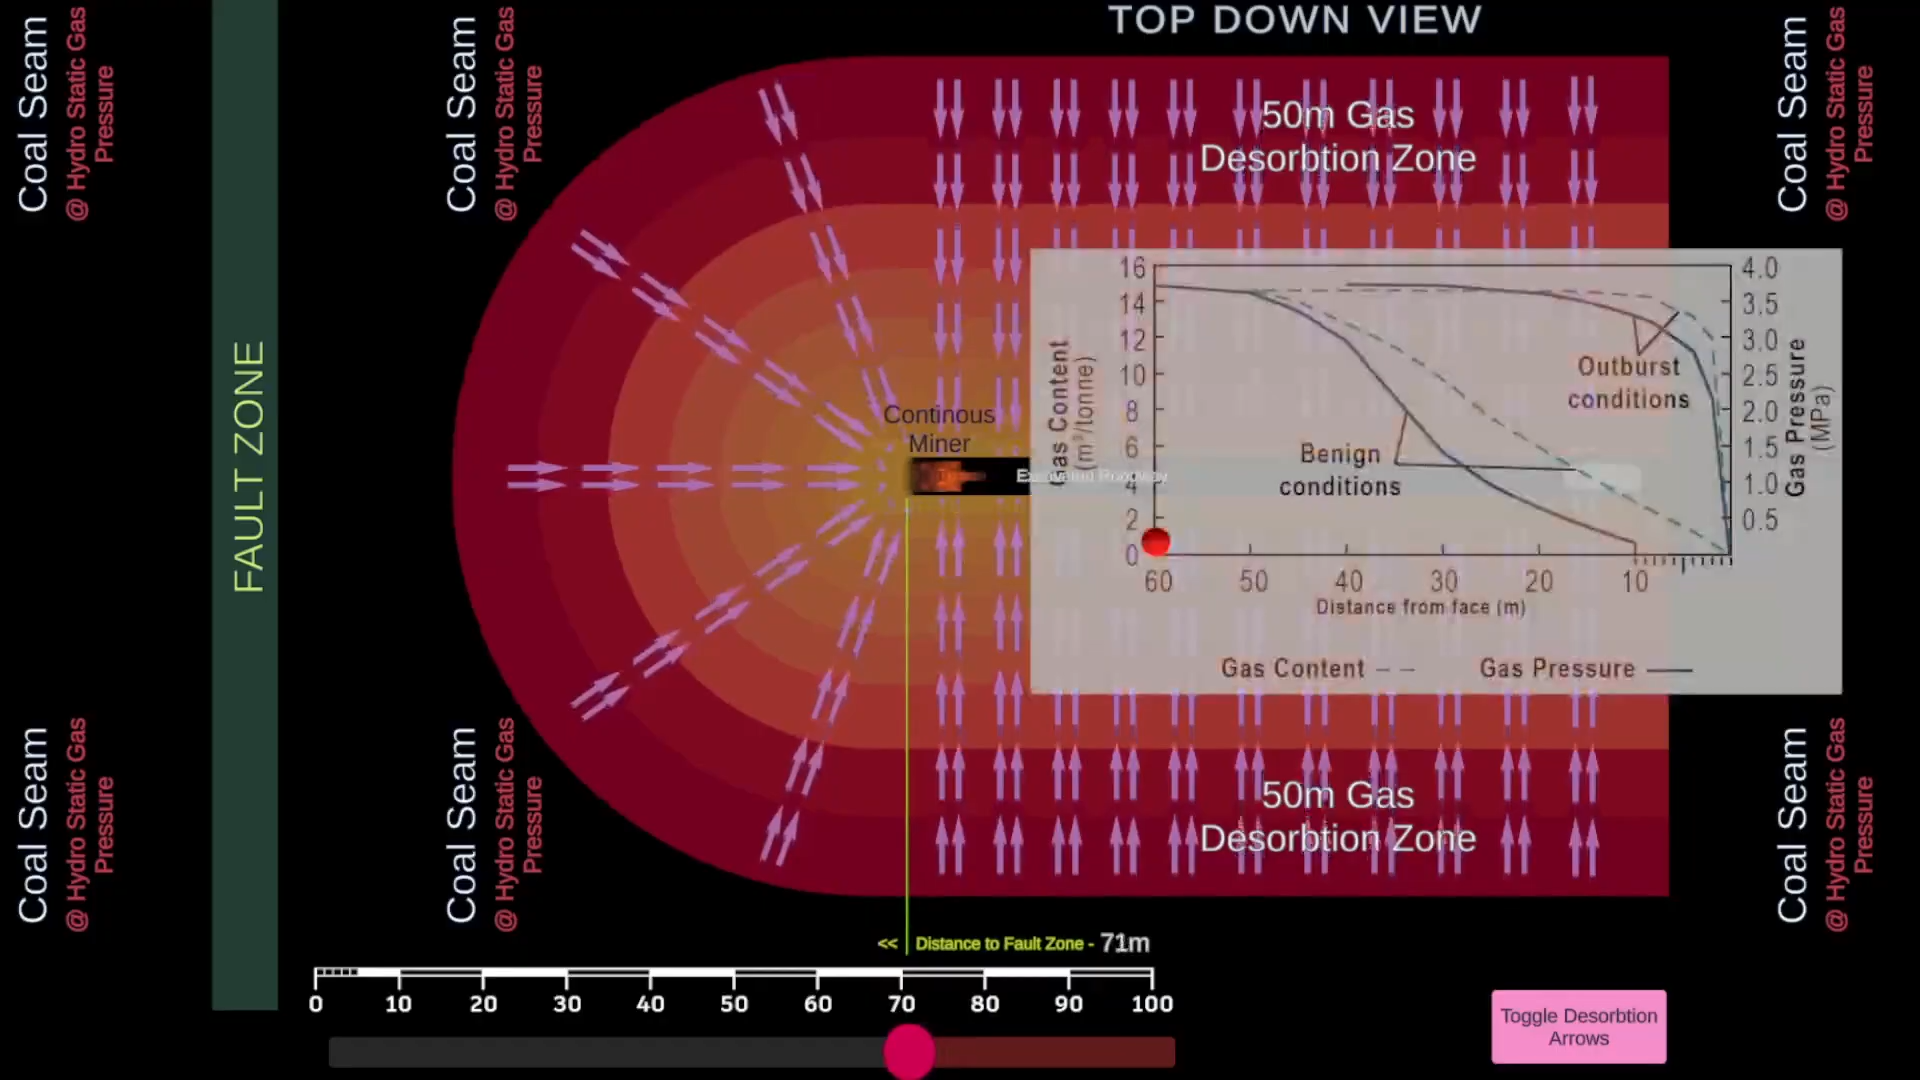 TOP DOWN VIEW
Coal Seam
@ Hydro Static Gas
Pressure
Coal Seam
@ Hydro Static Gas
Pressure
Coal Seam
@ Hydro Static Gas
Pressure
50m Gas
Desorbtion Zone
FAULT ZONE
Continous
Miner
Excavated Roadway
Gas Content
(m³/tonne)
16
14
12
10
8
6
4
2
0
4.0
3.5
3.0
2.5
2.0
1.5
1.0
0.5
Gas Pressure
(MPa)
Outburst
conditions
Benign
conditions
60 50 40 30 20 10
Distance from face (m)
Gas Content Gas Pressure
Coal Seam
@ Hydro Static Gas
Pressure
Coal Seam
@ Hydro Static Gas
Pressure
Coal Seam
@ Hydro Static Gas
Pressure
50m Gas
Desorbtion Zone
<< Distance to Fault Zone - 71m
0 10 20 30 40 50 60 70 80 90 100
Toggle Desorbtion
Arrows